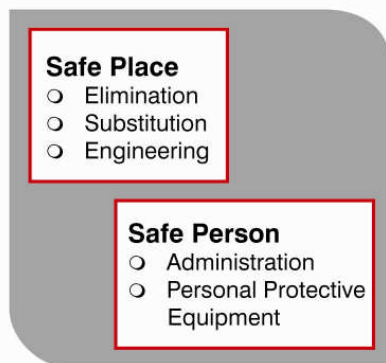 Safe Place
❍ Elimination
❍ Substitution
❍ Engineering
Safe Person
❍ Administration
❍ Personal Protective
Equipment